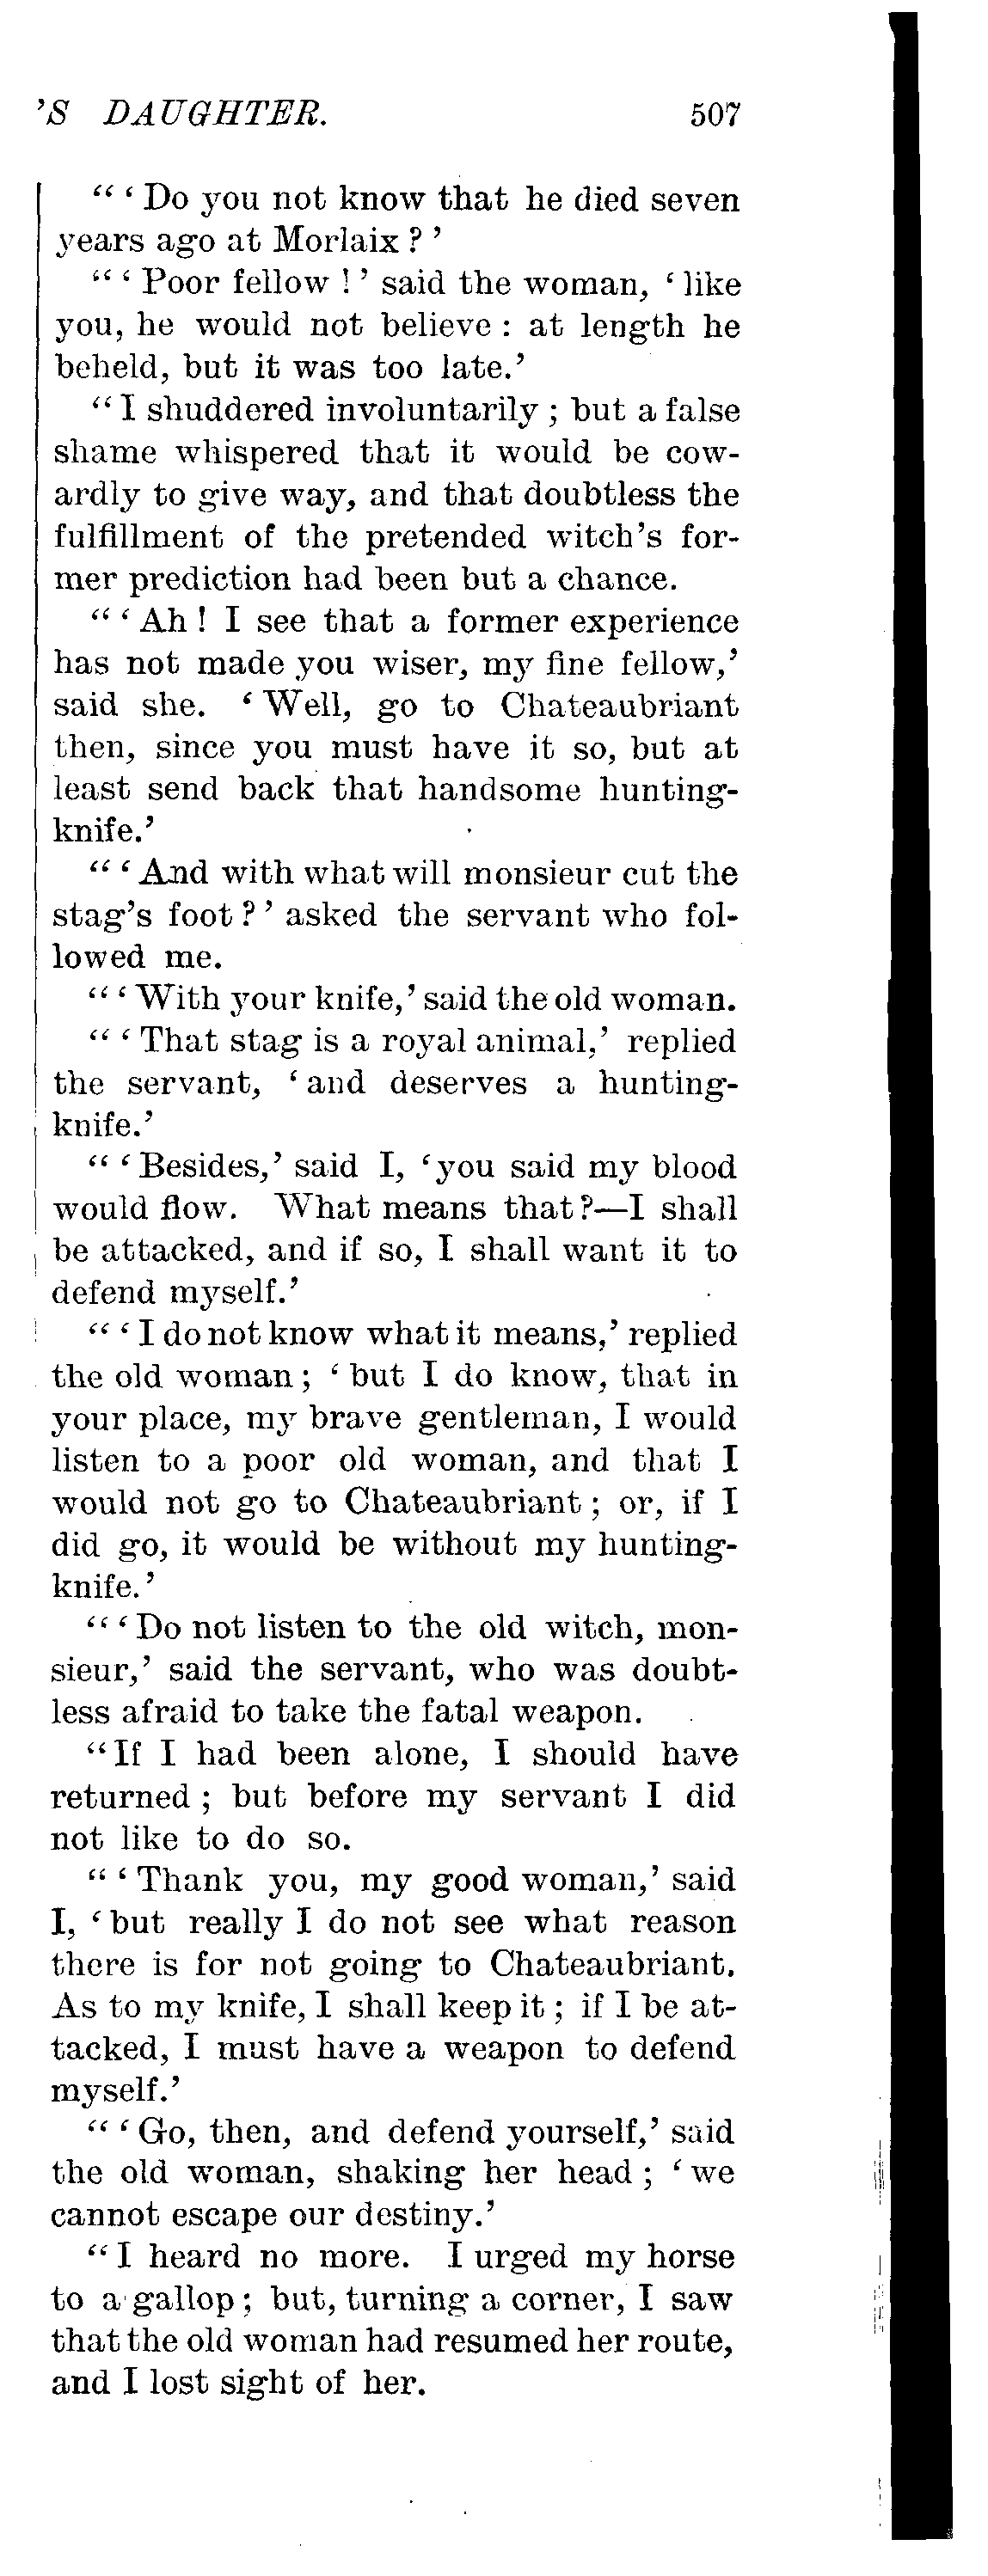 'S DAUGHTER. 507
“‘Do you not know that he died seven
years ago at Morlaix?’
“‘Poor fellow!’ said the woman, ‘like
you, he would not believe: at length he
beheld, but it was too late.’
“I shuddered involuntarily; but a false
shame whispered that it would be cow-
ardly to give way, and that doubtless the
fulfillment of the pretended witch's for-
mer prediction had been but a chance.
“‘Ah! I see that a former experience
has not made you wiser, my fine fellow,’
said she. ‘Well, go to Chateaubriant
then, since you must have it so, but at
least send back that handsome hunting-
knife.’
“‘And with what will monsieur cut the
stag's foot?’ asked the servant who fol-
lowed me.
“‘With your knife,’ said the old woman.
“‘That stag is a royal animal,’ replied
the servant, ‘and deserves a hunting-
knife.’
“‘Besides,’ said I, ‘you said my blood
would flow. What means that?—I shall
be attacked, and if so, I shall want it to
defend myself.’
“‘I do not know what it means,’ replied
the old woman; ‘but I do know, that in
your place, my brave gentleman, I would
listen to a poor old woman, and that I
would not go to Chateaubriant; or, if I
did go, it would be without my hunting-
knife.’
“‘Do not listen to the old witch, mon-
sieur,’ said the servant, who was doubt-
less afraid to take the fatal weapon.
“If I had been alone, I should have
returned; but before my servant I did
not like to do so.
“‘Thank you, my good woman,’ said
I, ‘but really I do not see what reason
there is for not going to Chateaubriant.
As to my knife, I shall keep it; if I be at-
tacked, I must have a weapon to defend
myself.’
“‘Go, then, and defend yourself,’ said
the old woman, shaking her head; ‘we
cannot escape our destiny.’
“I heard no more. I urged my horse
to a gallop; but, turning a corner, I saw
that the old woman had resumed her route,
and I lost sight of her.